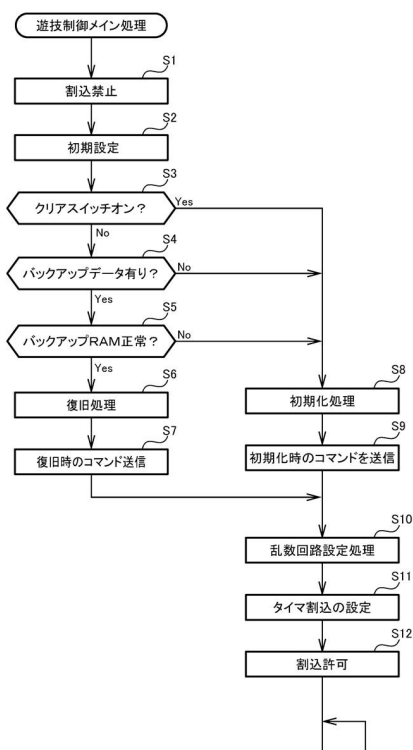 遊技制御メイン処理
S1
割込禁止
S2
初期設定
S3
クリアスイッチオン？
Yes
No
S4
バックアップデータ有り？
No
Yes
S5
バックアップRAM正常？
No
Yes
S6
復旧処理
S7
復旧時のコマンド送信
S8
初期化処理
S9
初期化時のコマンドを送信
S10
乱数回路設定処理
S11
タイマ割込の設定
S12
割込許可